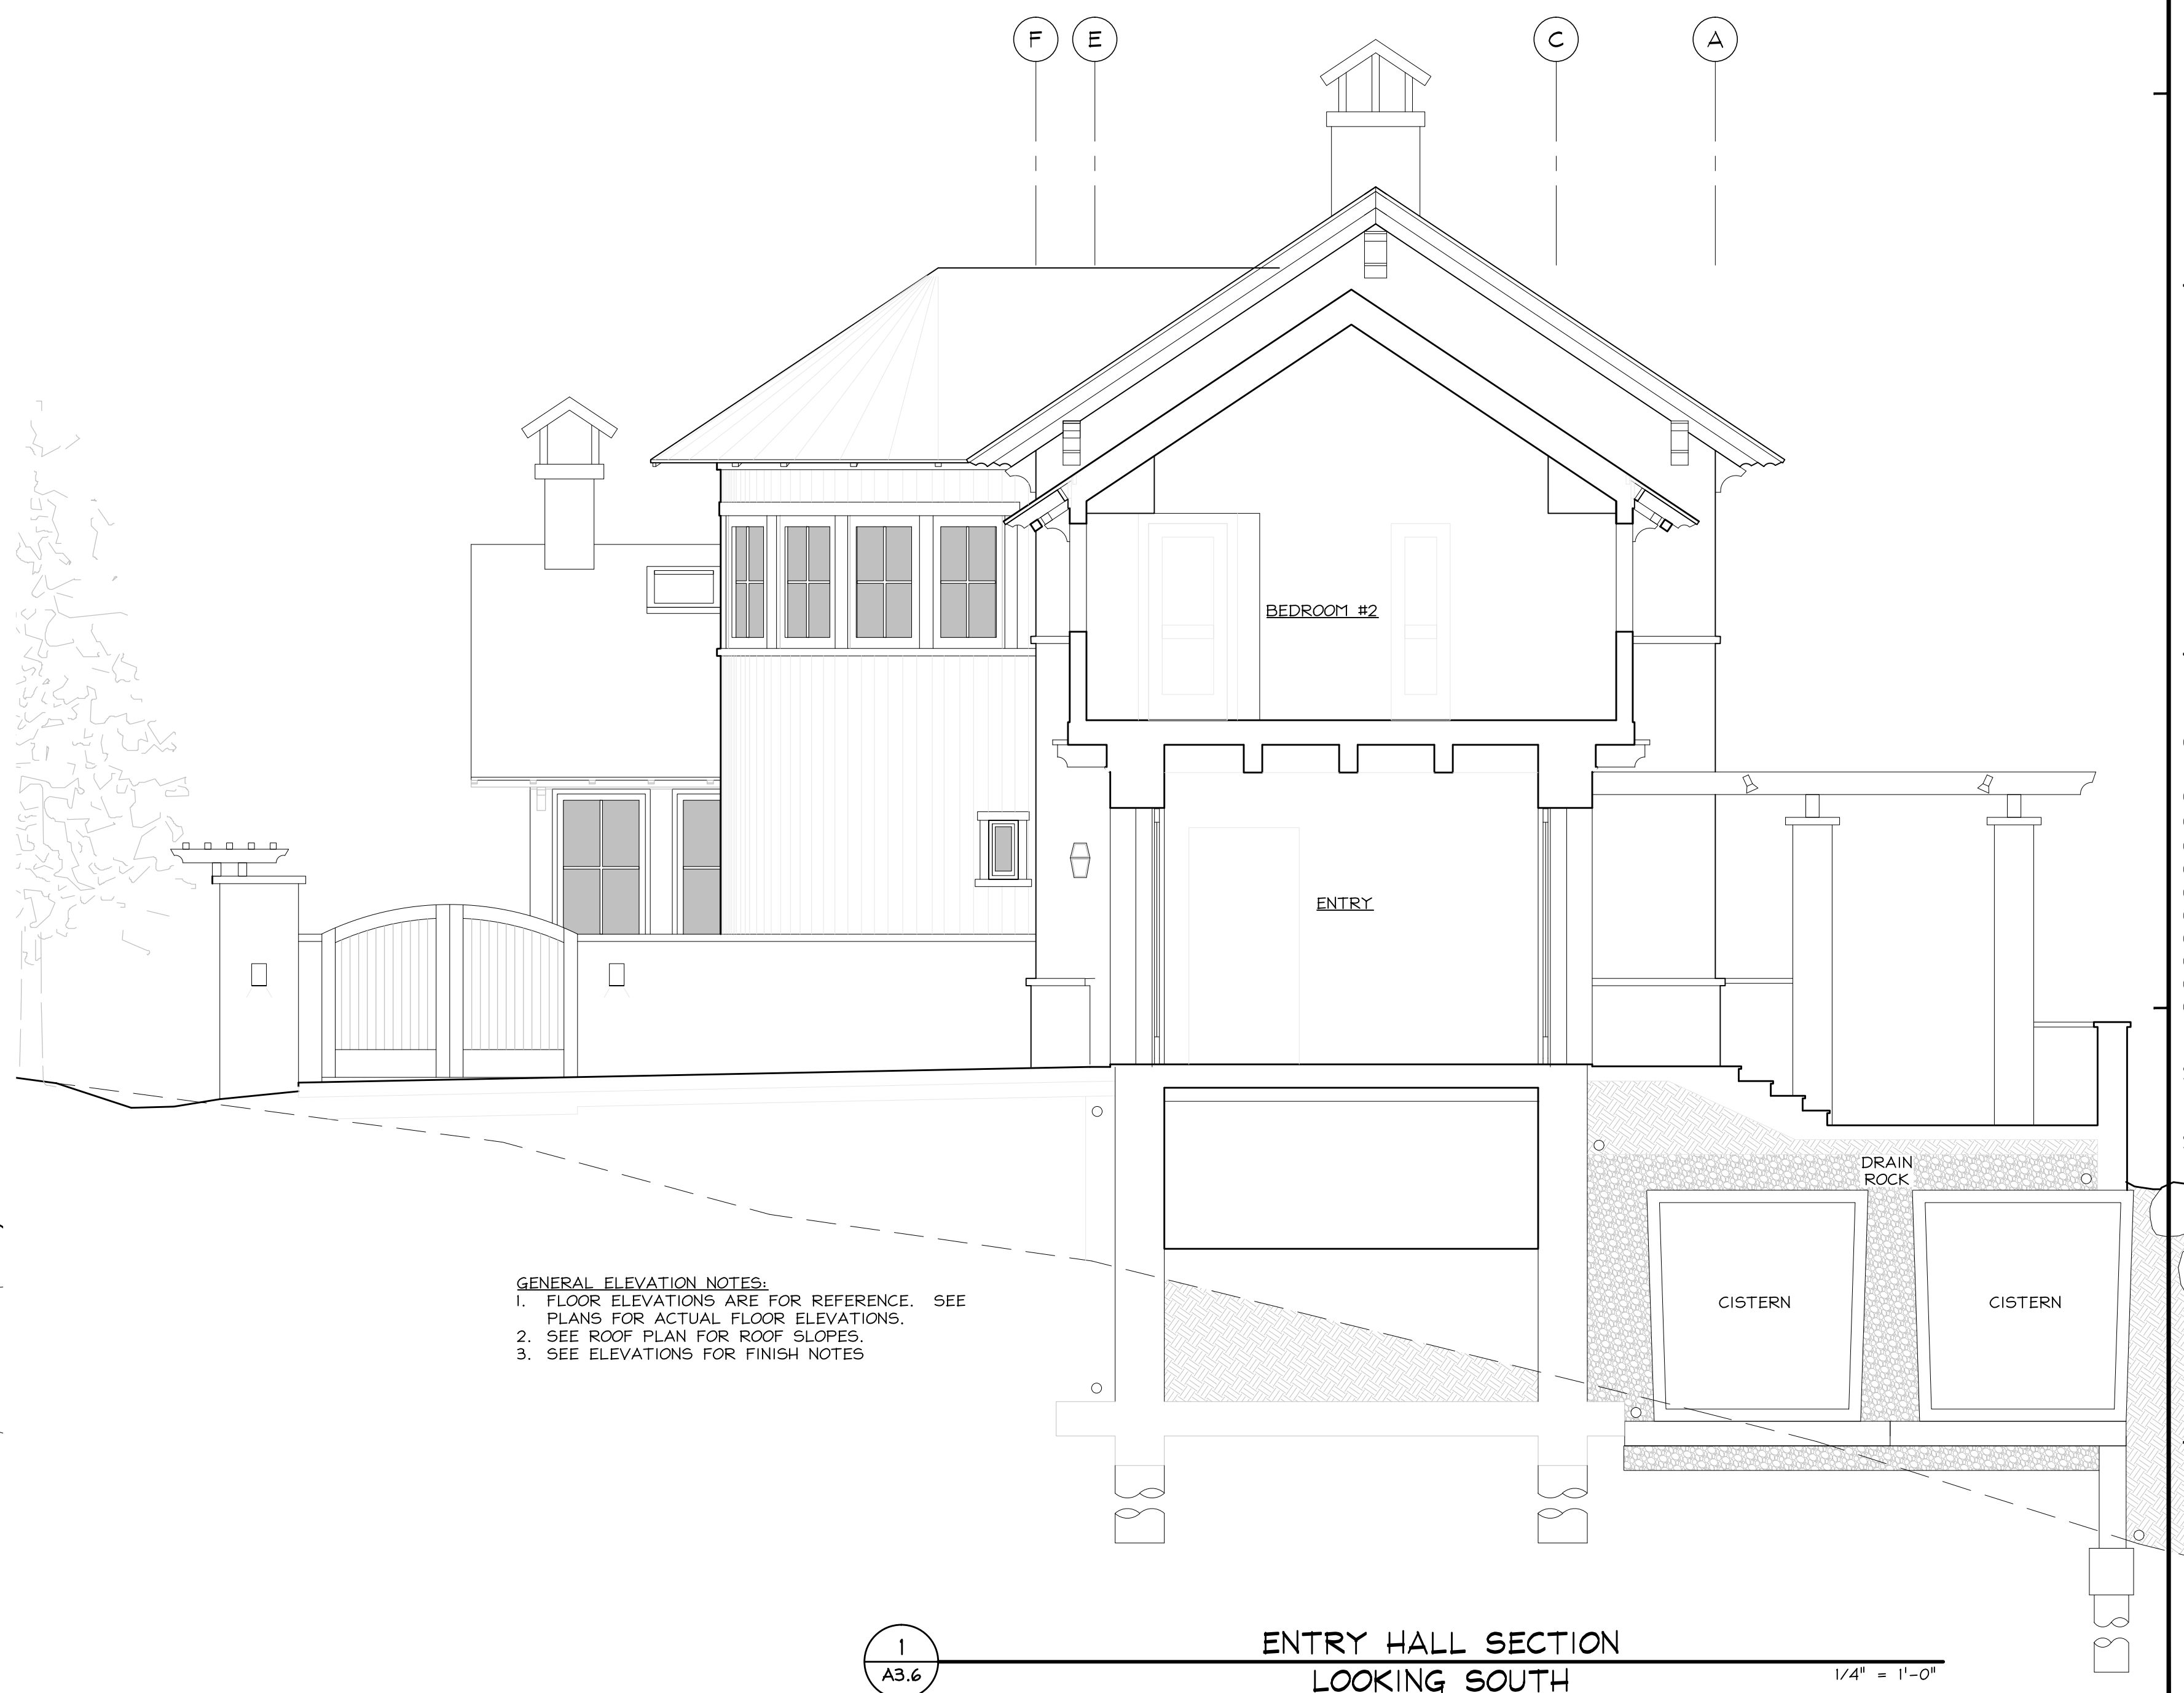 F E C A
BEDROOM #2
ENTRY
DRAIN
ROCK
CISTERN CISTERN
GENERAL ELEVATION NOTES:
1. FLOOR ELEVATIONS ARE FOR REFERENCE. SEE
PLANS FOR ACTUAL FLOOR ELEVATIONS.
2. SEE ROOF PLAN FOR ROOF SLOPES.
3. SEE ELEVATIONS FOR FINISH NOTES
1
A3.6
ENTRY HALL SECTION
LOOKING SOUTH
1/4" = 1'-0"